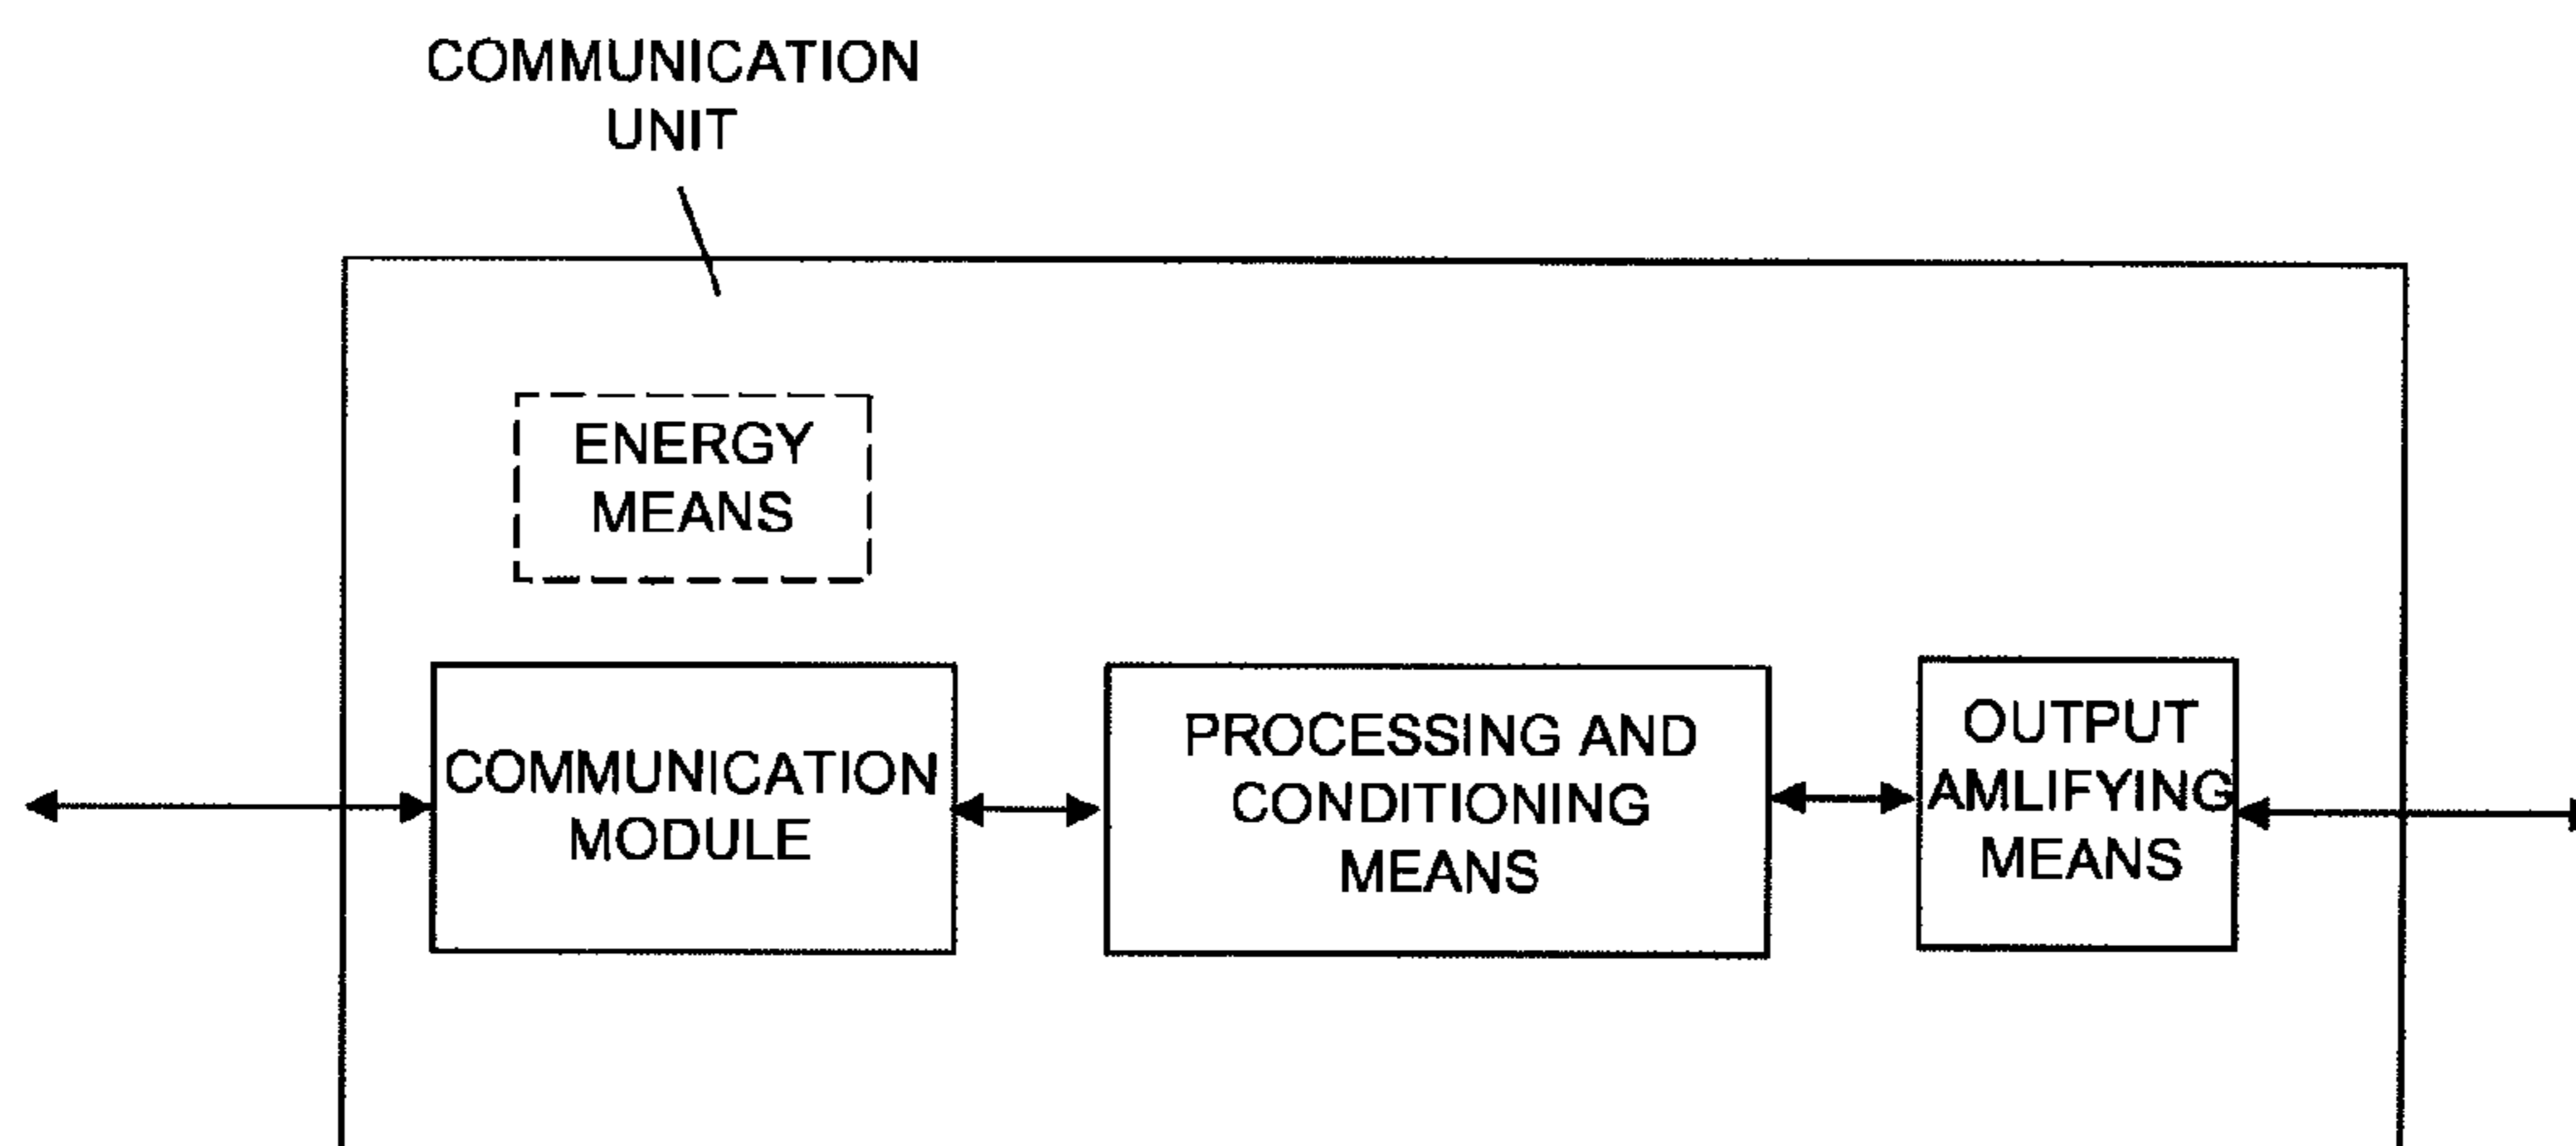 COMMUNICATION
UNIT
ENERGY
MEANS
COMMUNICATION
MODULE
PROCESSING AND
CONDITIONING
MEANS
OUTPUT
AMLIFYING
MEANS